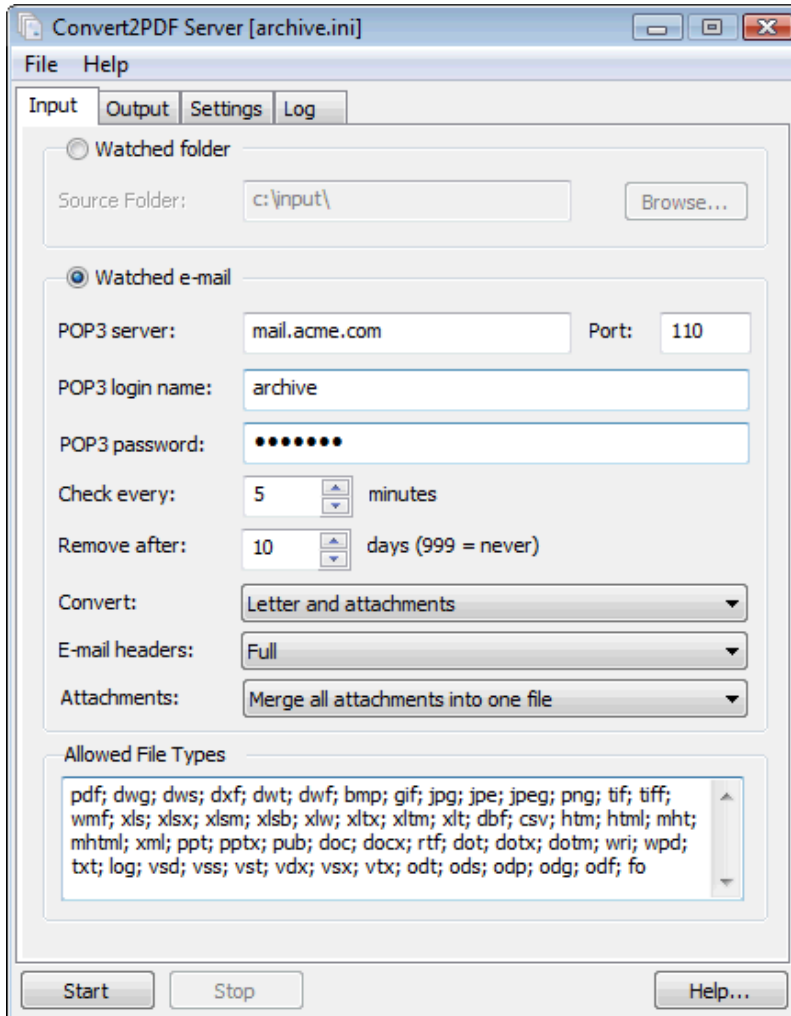 Convert2PDF Server [archive.ini]
File Help
Input Output Settings Log
Watched folder
Source Folder: c:\input\ Browse...
Watched e-mail
POP3 server: mail.acme.com Port: 110
POP3 login name: archive
POP3 password: •••••••
Check every: 5 minutes
Remove after: 10 days (999 = never)
Convert: Letter and attachments
E-mail headers: Full
Attachments: Merge all attachments into one file
Allowed File Types
pdf; dwg; dws; dxf; dwt; dwf; bmp; gif; jpg; jpe; jpeg; png; tif; tiff;
wmf; xls; xlsx; xlsm; xlsb; xlw; xltx; xltm; xlt; dbf; csv; htm; html; mht;
mhtml; xml; ppt; pptx; pub; doc; docx; rtf; dot; dotx; dotm; wri; wpd;
txt; log; vsd; vss; vst; vdx; vsx; vtx; odt; ods; odp; odg; odf; fo
Start Stop Help...